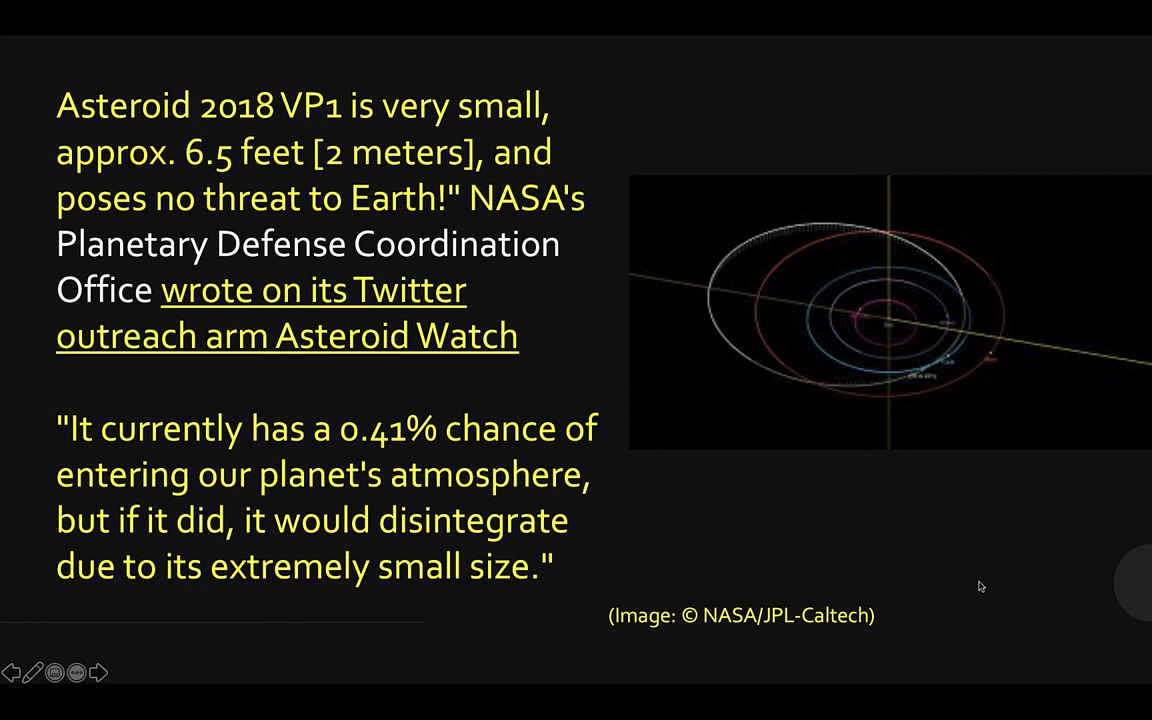 Asteroid 2018 VP1 is very small,
approx. 6.5 feet [2 meters], and
poses no threat to Earth!" NASA's
Planetary Defense Coordination
Office wrote on its Twitter
outreach arm Asteroid Watch
"It currently has a 0.41% chance of
entering our planet's atmosphere,
but if it did, it would disintegrate
due to its extremely small size."
(Image: © NASA/JPL-Caltech)